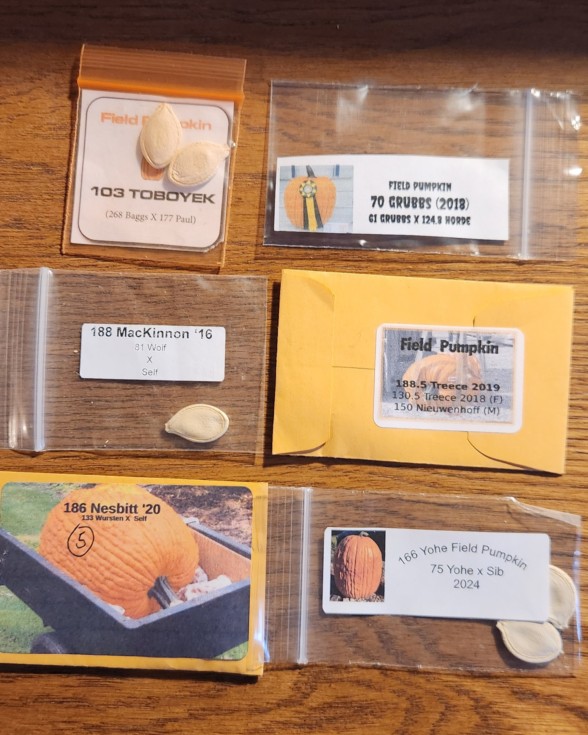 Field Pumpkin
103 TOBOYEK
(268 Baggs X 177 Paul)
FIELD PUMPKIN
70 GRUBBS (2018)
61 GRUBBS X 124.8 HORDE
188 MacKinnon '16
81 Wolf
X
Self
Field Pumpkin
188.5 Treece 2019
130.5 Treece 2018 (F)
150 Nieuwenhoff (M)
186 Nesbitt '20
133 Wursten X Self
5
166 Yohe Field Pumpkin
75 Yohe x Sib
2024